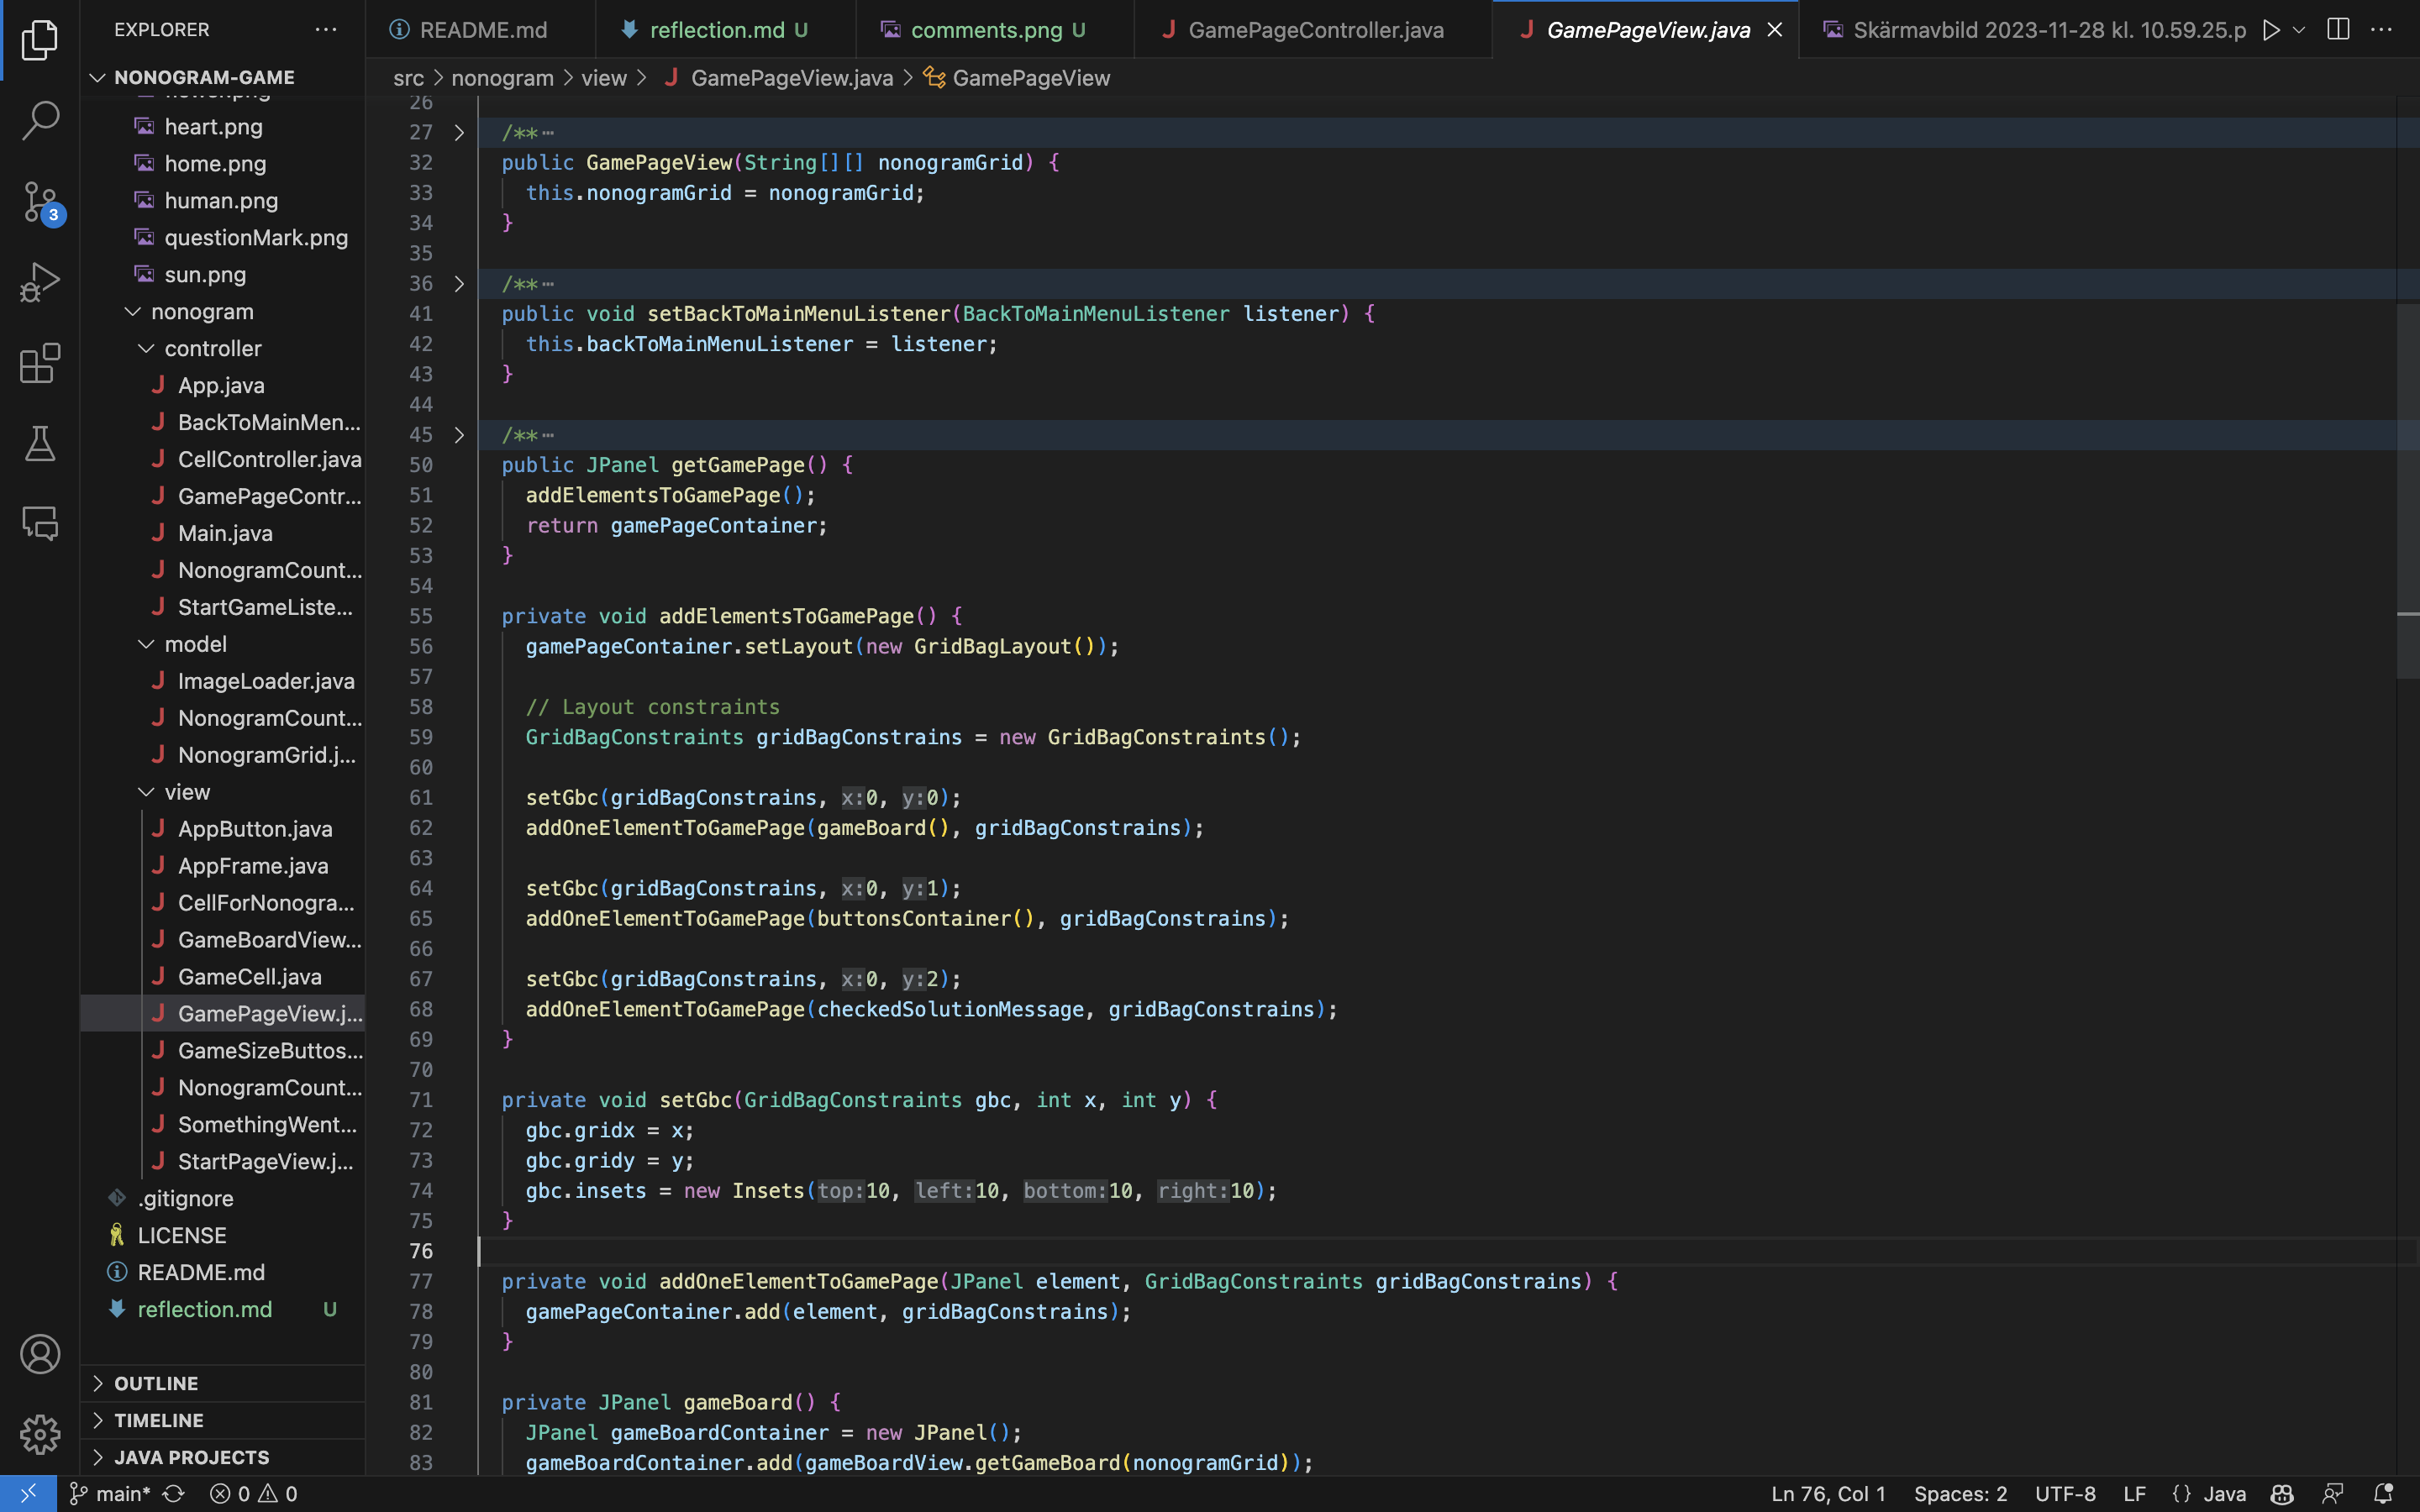 EXPLORER
NONOGRAM-GAME
heart.png
home.png
human.png
questionMark.png
sun.png
nonogram
controller
App.java
BackToMainMen...
CellController.java
GamePageContr...
Main.java
NonogramCount...
StartGameListe...
model
ImageLoader.java
NonogramCount...
NonogramGrid.j...
view
AppButton.java
AppFrame.java
CellForNonogra...
GameBoardView...
GameCell.java
GamePageView.j...
GameSizeButtos...
NonogramCount...
SomethingWent...
StartPageView.j...
.gitignore
LICENSE
README.md
reflection.md U
OUTLINE
TIMELINE
JAVA PROJECTS
3
README.md
reflection.md U
comments.png U
GamePageController.java
GamePageView.java
Skärmavbild 2023-11-28 kl. 10.59.25.p
src > nonogram > view > GamePageView.java > GamePageView
26
27 /** ···
32 public GamePageView(String[][] nonogramGrid) {
33 this.nonogramGrid = nonogramGrid;
34 }
35
36 /** ···
41 public void setBackToMainMenuListener(BackToMainMenuListener listener) {
42 this.backToMainMenuListener = listener;
43 }
44
45 /** ···
50 public JPanel getGamePage() {
51 addElementsToGamePage();
52 return gamePageContainer;
53 }
54
55 private void addElementsToGamePage() {
56 gamePageContainer.setLayout(new GridBagLayout());
57
58 // Layout constraints
59 GridBagConstraints gridBagConstrains = new GridBagConstraints();
60
61 setGbc(gridBagConstrains, x:0, y:0);
62 addOneElementToGamePage(gameBoard(), gridBagConstrains);
63
64 setGbc(gridBagConstrains, x:0, y:1);
65 addOneElementToGamePage(buttonsContainer(), gridBagConstrains);
66
67 setGbc(gridBagConstrains, x:0, y:2);
68 addOneElementToGamePage(checkedSolutionMessage, gridBagConstrains);
69 }
70
71 private void setGbc(GridBagConstraints gbc, int x, int y) {
72 gbc.gridx = x;
73 gbc.gridy = y;
74 gbc.insets = new Insets(top:10, left:10, bottom:10, right:10);
75 }
76
77 private void addOneElementToGamePage(JPanel element, GridBagConstraints gridBagConstrains) {
78 gamePageContainer.add(element, gridBagConstrains);
79 }
80
81 private JPanel gameBoard() {
82 JPanel gameBoardContainer = new JPanel();
83 gameBoardContainer.add(gameBoardView.getGameBoard(nonogramGrid));
main* 0 0 Ln 76, Col 1 Spaces: 2 UTF-8 LF {} Java